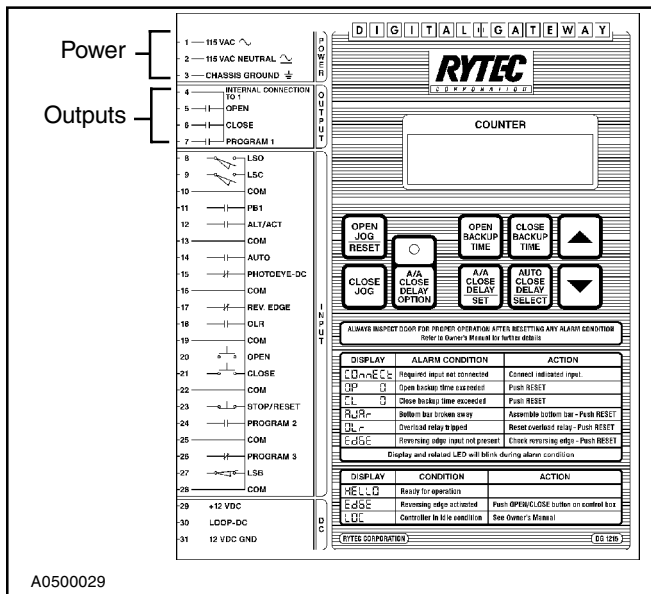 Power
Outputs
1 115 VAC
2 115 VAC NEUTRAL
3 CHASSIS GROUND
POWER
4 INTERNAL CONNECTION TO 1
5 OPEN
6 CLOSE
7 PROGRAM 1
OUTPUT
8 LSO
9 LSC
10 COM
11 PB1
12 ALT/ACT
13 COM
14 AUTO
15 PHOTOEYE-DC
16 COM
17 REV. EDGE
18 OLR
19 COM
20 OPEN
21 CLOSE
22 COM
23 STOP/RESET
24 PROGRAM 2
25 COM
26 PROGRAM 3
27 LSB
28 COM
INPUT
29 +12 VDC
30 LOOP-DC
31 12 VDC GND
DC
DIGITAL GATEWAY
RYTEC
CORPORATION
COUNTER
OPEN JOG RESET
OPEN BACKUP TIME
CLOSE BACKUP TIME
CLOSE JOG
A/A CLOSE DELAY OPTION
A/A CLOSE DELAY SET
AUTO CLOSE DELAY SELECT
ALWAYS INSPECT DOOR FOR PROPER OPERATION AFTER RESETTING ANY ALARM CONDITION
Refer to Owner's Manual for further details
DISPLAY ALARM CONDITION ACTION
COnnECt Required input not connected Connect indicated input.
OP 0 Open backup time exceeded Push RESET
CL 0 Close backup time exceeded Push RESET
AJAr Bottom bar broken away Assemble bottom bar - Push RESET
OLr Overload relay tripped Reset overload relay - Push RESET
EdGE Reversing edge input not present Check reversing edge - Push RESET
Display and related LED will blink during alarm condition
DISPLAY CONDITION ACTION
HELLO Ready for operation
EdGE Reversing edge activated Push OPEN/CLOSE button on control box
LOC Controller in idle condition See Owner's Manual
RYTEC CORPORATION DG 1215
A0500029